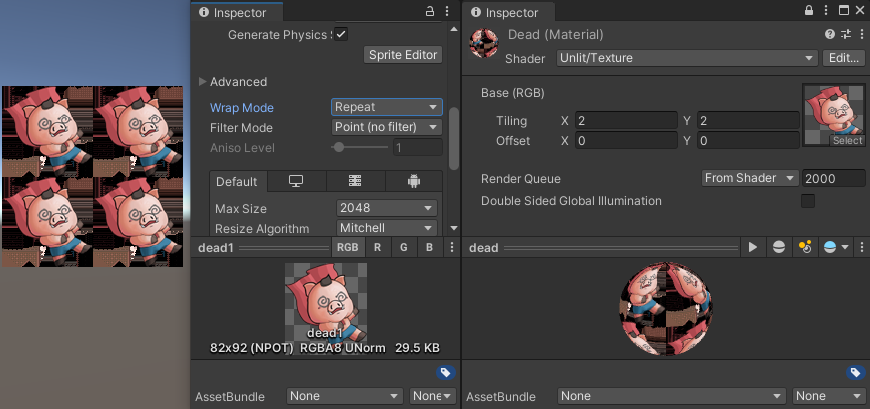 Inspector
Generate Physics S
Sprite Editor
Advanced
Wrap Mode
Repeat
Filter Mode
Point (no filter)
Aniso Level
1
Default
Max Size
2048
Resize Algorithm
Mitchell
dead1
RGB
R
G
B
dead1
82x92 (NPOT) RGBA8 UNorm 29.5 KB
AssetBundle
None
None
Inspector
Dead (Material)
Shader
Unlit/Texture
Edit...
Base (RGB)
Tiling
X 2
Y 2
Offset
X 0
Y 0
Select
Render Queue
From Shader
2000
Double Sided Global Illumination
dead
AssetBundle
None
None